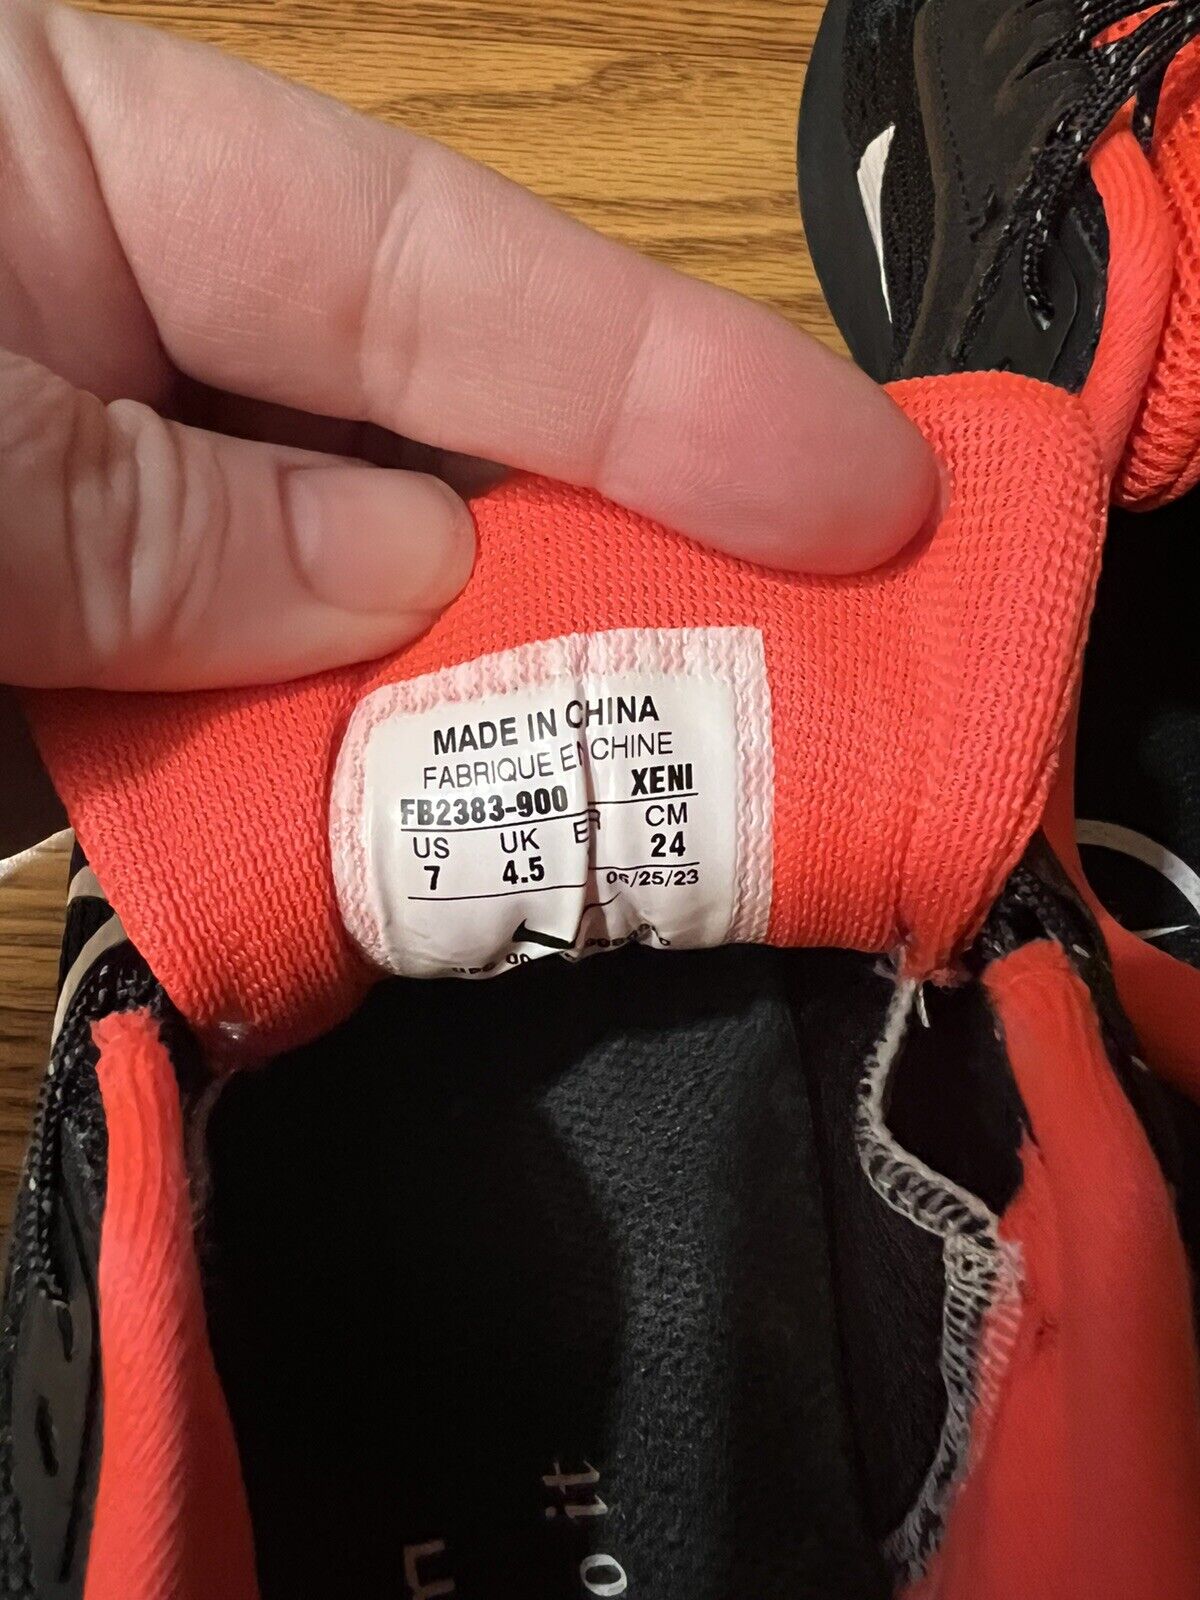 MADE IN CHINA
FABRIQUE EN CHINE
FB2383-900 XENI
US UK CM
7 4.5 24
06/25/23
it